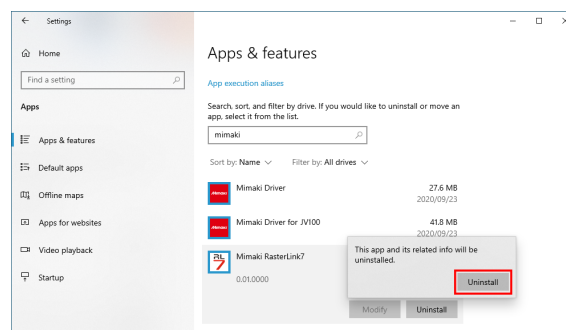 Settings
Home
Find a setting
Apps
Apps & features
Default apps
Offline maps
Apps for websites
Video playback
Startup
Apps & features
App execution aliases
Search, sort, and filter by drive. If you would like to uninstall or move an
app, select it from the list.
mimaki
Sort by: Name Filter by: All drives
Mimaki Driver 27.6 MB
2020/09/23
Mimaki Driver for JV100 41.8 MB
2020/09/23
RL
7
Mimaki RasterLink7
0.01.0000
This app and its related info will be
uninstalled.
Uninstall
Modify Uninstall